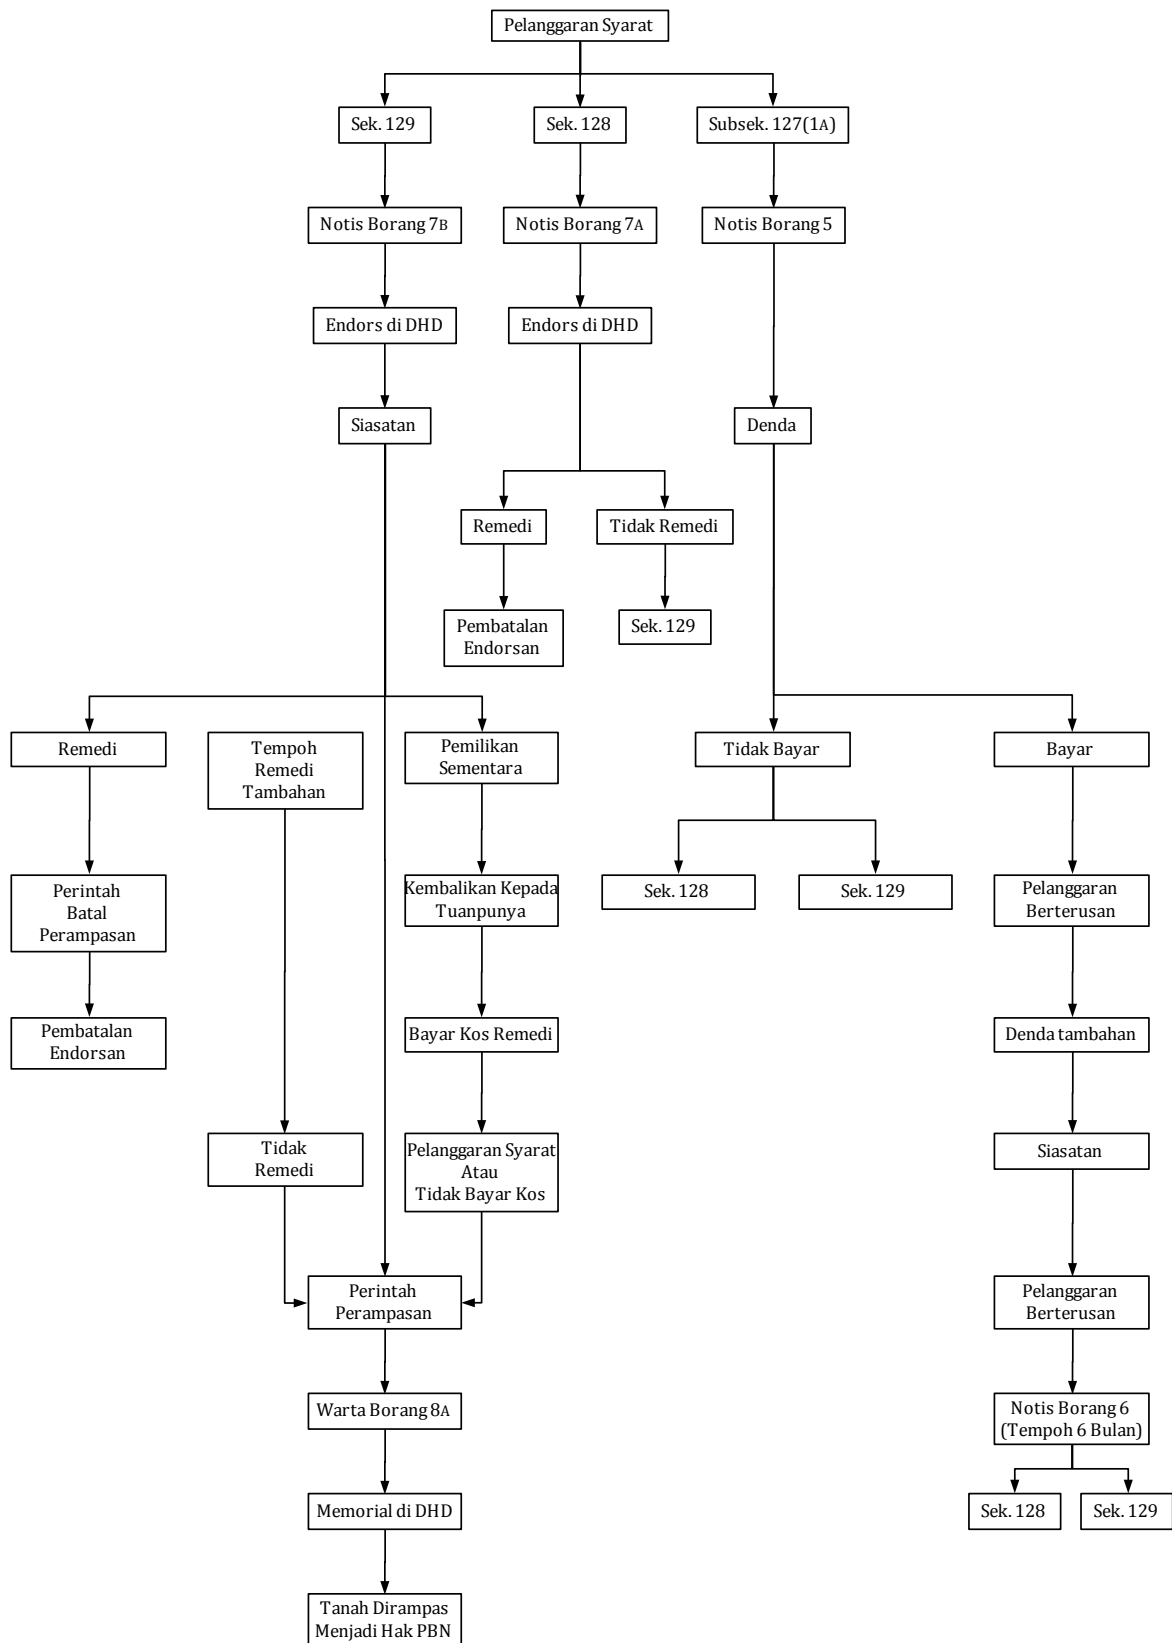 Pelanggaran Syarat
Sek. 129
Sek. 128
Subsek. 127(1A)
Notis Borang 7B
Notis Borang 7A
Notis Borang 5
Endors di DHD
Endors di DHD
Siasatan
Denda
Remedi
Tidak Remedi
Pembatalan
Endorsan
Sek. 129
Remedi
Tempoh
Remedi
Tambahan
Pemilikan
Sementara
Tidak Bayar
Bayar
Perintah
Batal
Perampasan
Kembalikan Kepada
Tuanpunya
Sek. 128
Sek. 129
Pelanggaran
Berterusan
Pembatalan
Endorsan
Bayar Kos Remedi
Denda tambahan
Tidak
Remedi
Pelanggaran Syarat
Atau
Tidak Bayar Kos
Siasatan
Perintah
Perampasan
Pelanggaran
Berterusan
Warta Borang 8A
Notis Borang 6
(Tempoh 6 Bulan)
Memorial di DHD
Sek. 128
Sek. 129
Tanah Dirampas
Menjadi Hak PBN